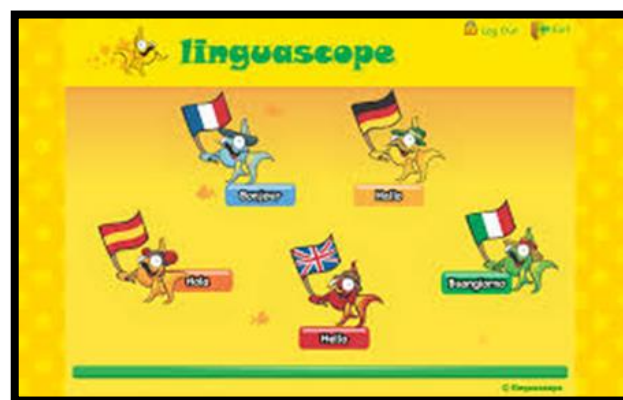 linguascope
Log Out Exit
Bonjour
Hallo
Hola
Hello
Buongiorno
© linguascope